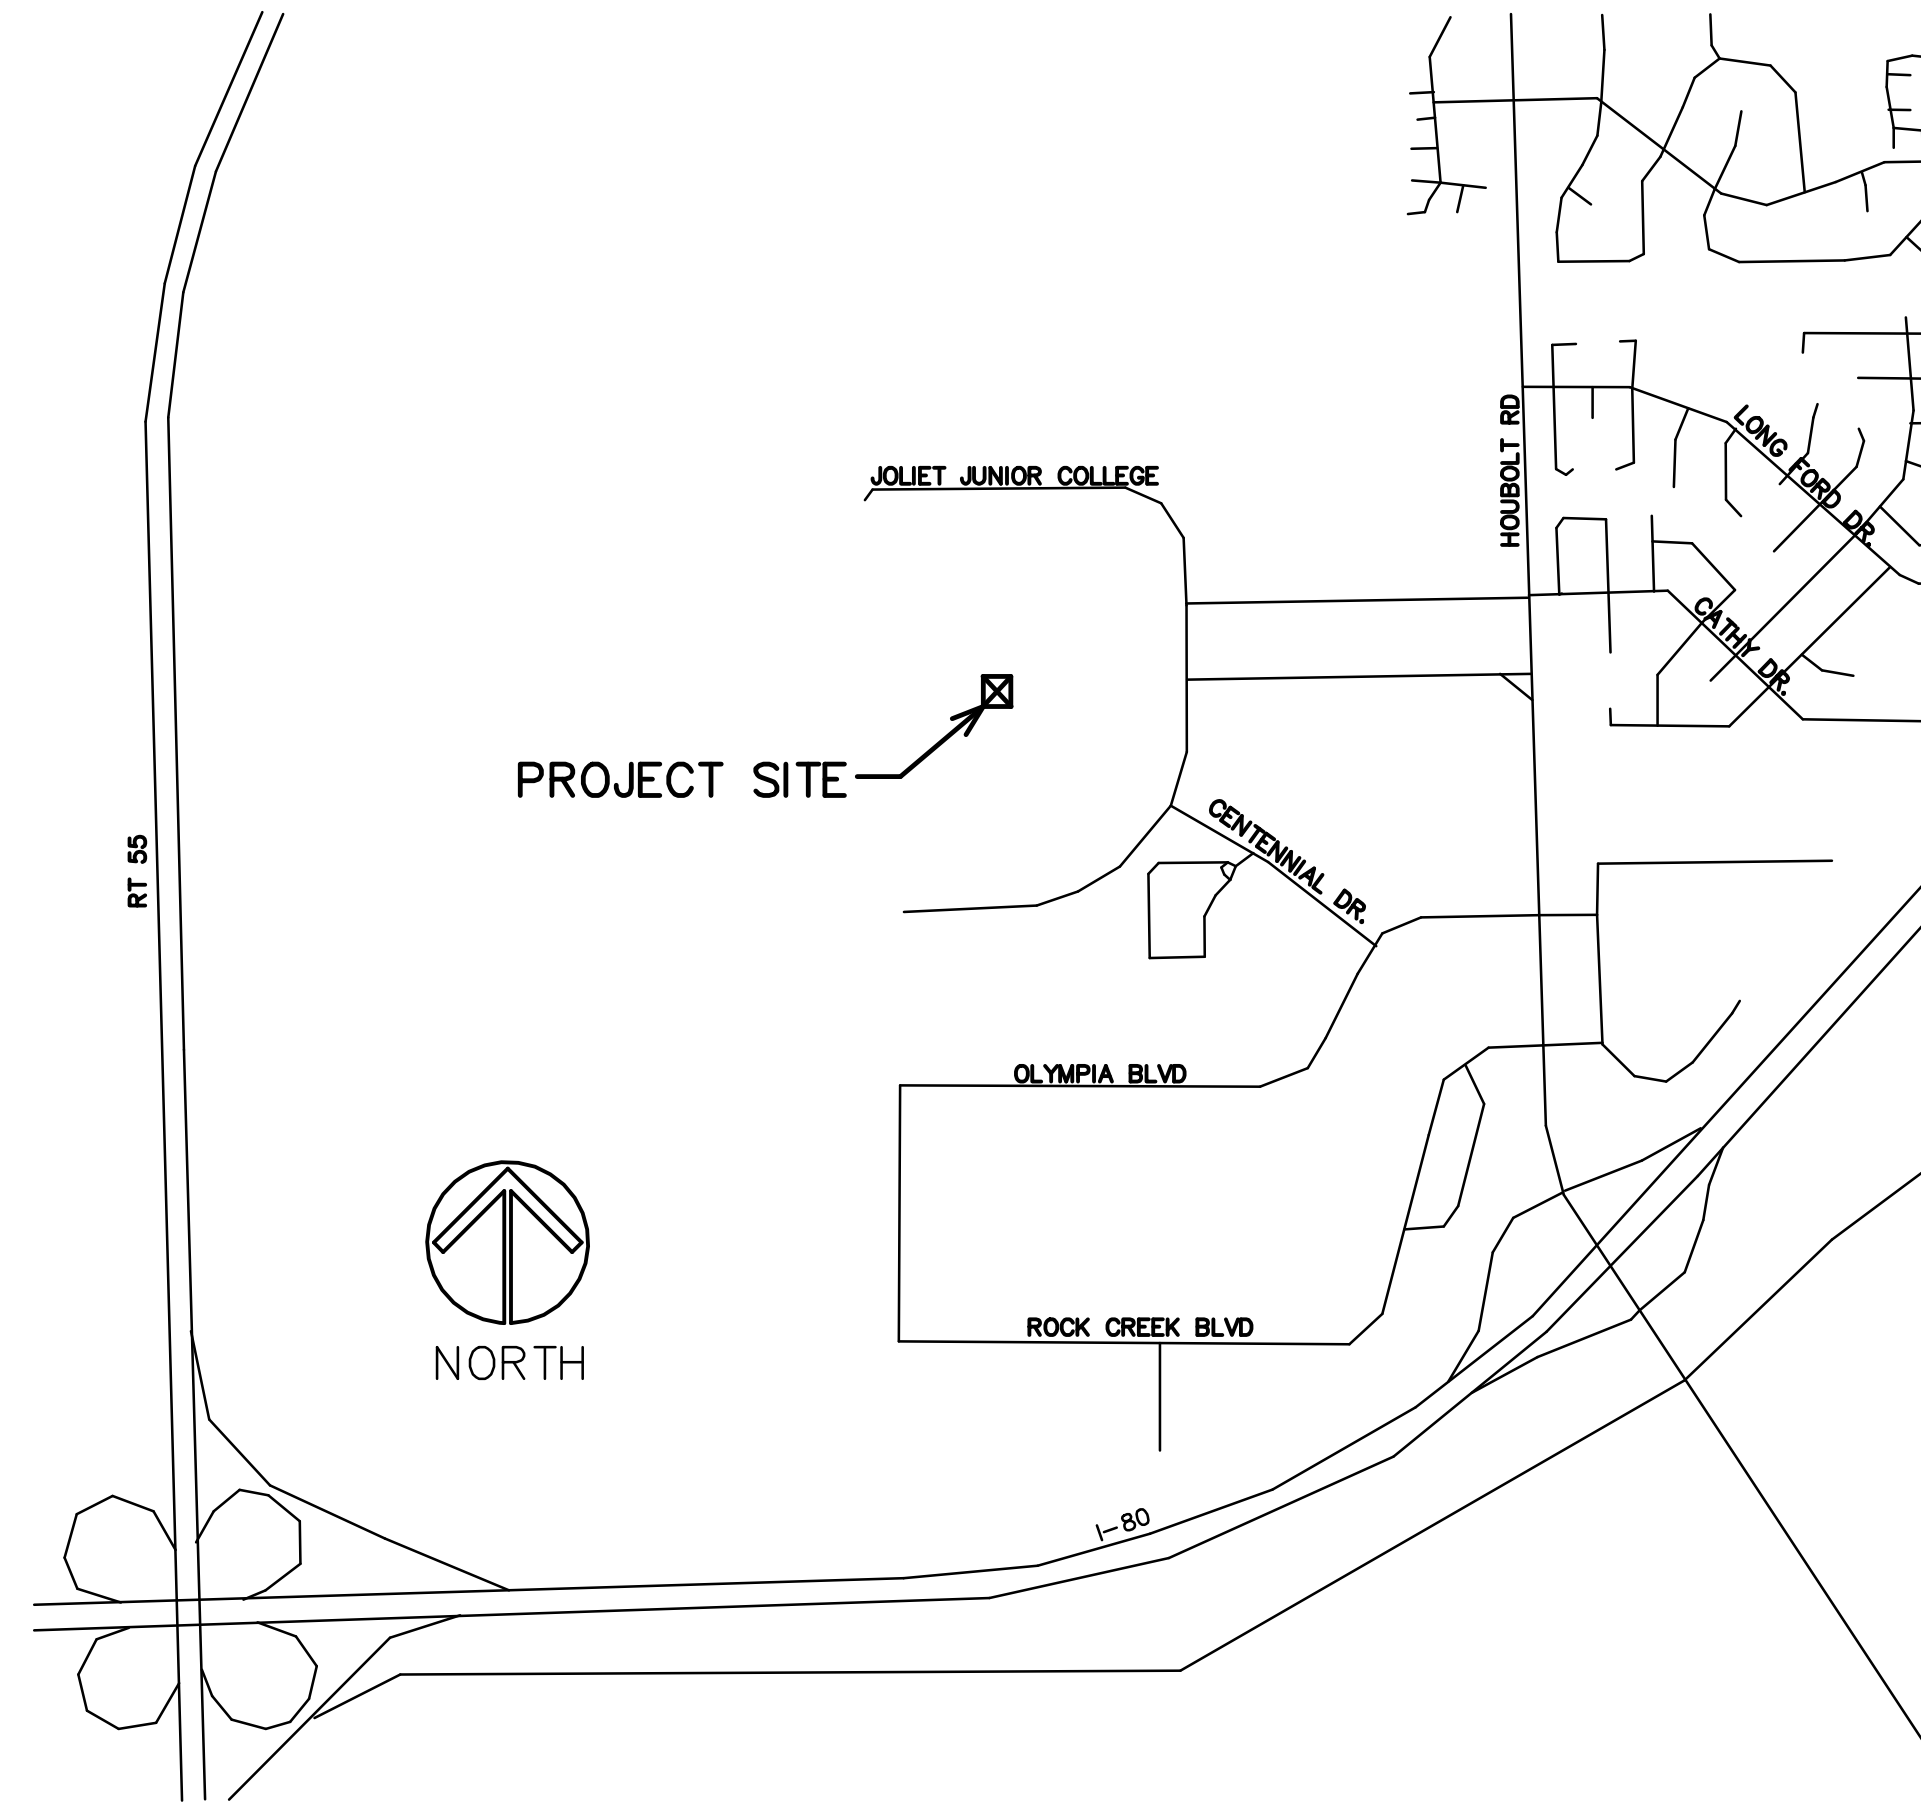 LONG FORD DR.
HOUBOLT RD
JOLIET JUNIOR COLLEGE
CATHY DR.
PROJECT SITE
CENTENNIAL DR.
RT 55
OLYMPIA BLVD
ROCK CREEK BLVD
NORTH
I-80